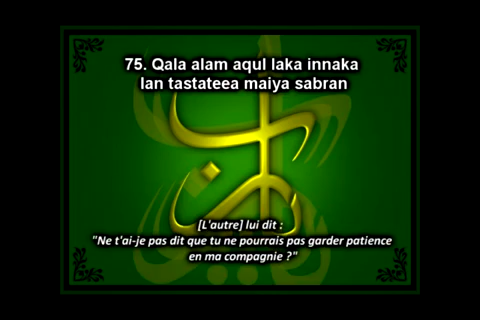 75. Qala alam aqul laka innaka
lan tastateea maiya sabran
[L'autre] lui dit :
"Ne t'ai-je pas dit que tu ne pourrais pas garder patience
en ma compagnie ?"